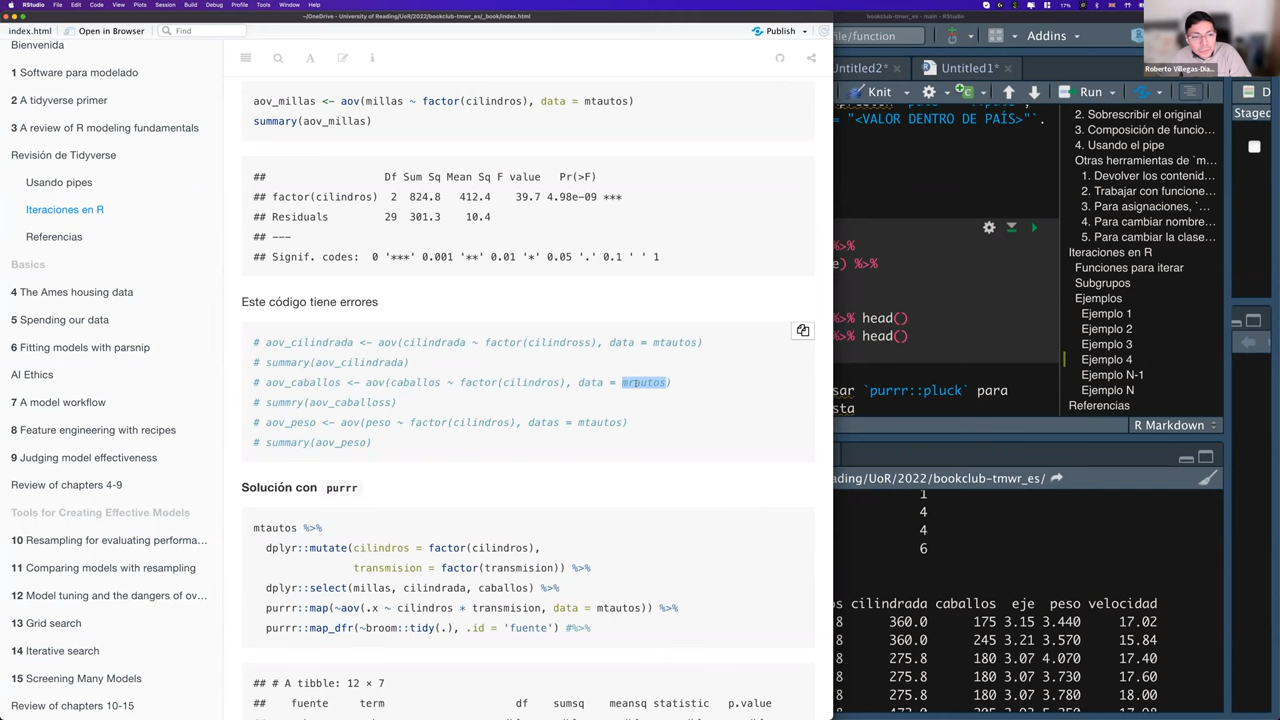 RStudio File Edit Code View Plots Session Build Debug Profile Tools Window Help
17%
~/OneDrive - University of Reading/UoR/2022/bookclub-tmwr_es/_book/index.html
bookclub-tmwr_es - main - RStudio
index.html Open in Browser Find Publish
Bienvenida
1 Software para modelado
2 A tidyverse primer
3 A review of R modeling fundamentals
Revisión de Tidyverse
Usando pipes
Iteraciones en R
Referencias
Basics
4 The Ames housing data
5 Spending our data
6 Fitting models with parsnip
AI Ethics
7 A model workflow
8 Feature engineering with recipes
9 Judging model effectiveness
Review of chapters 4-9
Tools for Creating Effective Models
10 Resampling for evaluating performa...
11 Comparing models with resampling
12 Model tuning and the dangers of ov...
13 Grid search
14 Iterative search
15 Screening Many Models
Review of chapters 10-15
aov_millas <- aov(millas ~ factor(cilindros), data = mtautos)
summary(aov_millas)
## Df Sum Sq Mean Sq F value Pr(>F)
## factor(cilindros) 2 824.8 412.4 39.7 4.98e-09 ***
## Residuals 29 301.3 10.4
## ---
## Signif. codes: 0 '***' 0.001 '**' 0.01 '*' 0.05 '.' 0.1 ' ' 1
Este código tiene errores
# aov_cilindrada <- aov(cilindrada ~ factor(cilindross), data = mtautos)
# summary(aov_cilindrada)
# aov_caballos <- aov(caballos ~ factor(cilindros), data = mrautos)
# summry(aov_caballoss)
# aov_peso <- aov(peso ~ factor(cilindros), datas = mtautos)
# summary(aov_peso)
Solución con purrr
mtautos %>%
dplyr::mutate(cilindros = factor(cilindros),
transmision = factor(transmision)) %>%
dplyr::select(millas, cilindrada, caballos) %>%
purrr::map(~aov(.x ~ cilindros * transmision, data = mtautos)) %>%
purrr::map_dfr(~broom::tidy(.), .id = 'fuente') #%>%
## # A tibble: 12 × 7
## fuente term df sumsq meansq statistic p.value
Roberto Villegas-Dia...
/function Addins
Untitled2* Untitled1*
Knit Run
= "<VALOR DENTRO DE PAÍS>"`.
%>%
e) %>%
%>% head()
%>% head()
sar `purrr::pluck` para
sta
2. Sobrescribir el original
3. Composición de funcio...
4. Usando el pipe
Otras herramientas de `m...
1. Devolver los contenid...
2. Trabajar con funcione...
3. Para asignaciones, `...
4. Para cambiar nombre...
5. Para cambiar la clase...
Iteraciones en R
Funciones para iterar
Subgrupos
Ejemplos
Ejemplo 1
Ejemplo 2
Ejemplo 3
Ejemplo 4
Ejemplo N-1
Ejemplo N
Referencias
R Markdown
Staged
eading/UoR/2022/bookclub-tmwr_es/
1
4
4
6
os cilindrada caballos eje peso velocidad
8 360.0 175 3.15 3.440 17.02
8 360.0 245 3.21 3.570 15.84
8 275.8 180 3.07 4.070 17.40
8 275.8 180 3.07 3.730 17.60
8 275.8 180 3.07 3.780 18.00